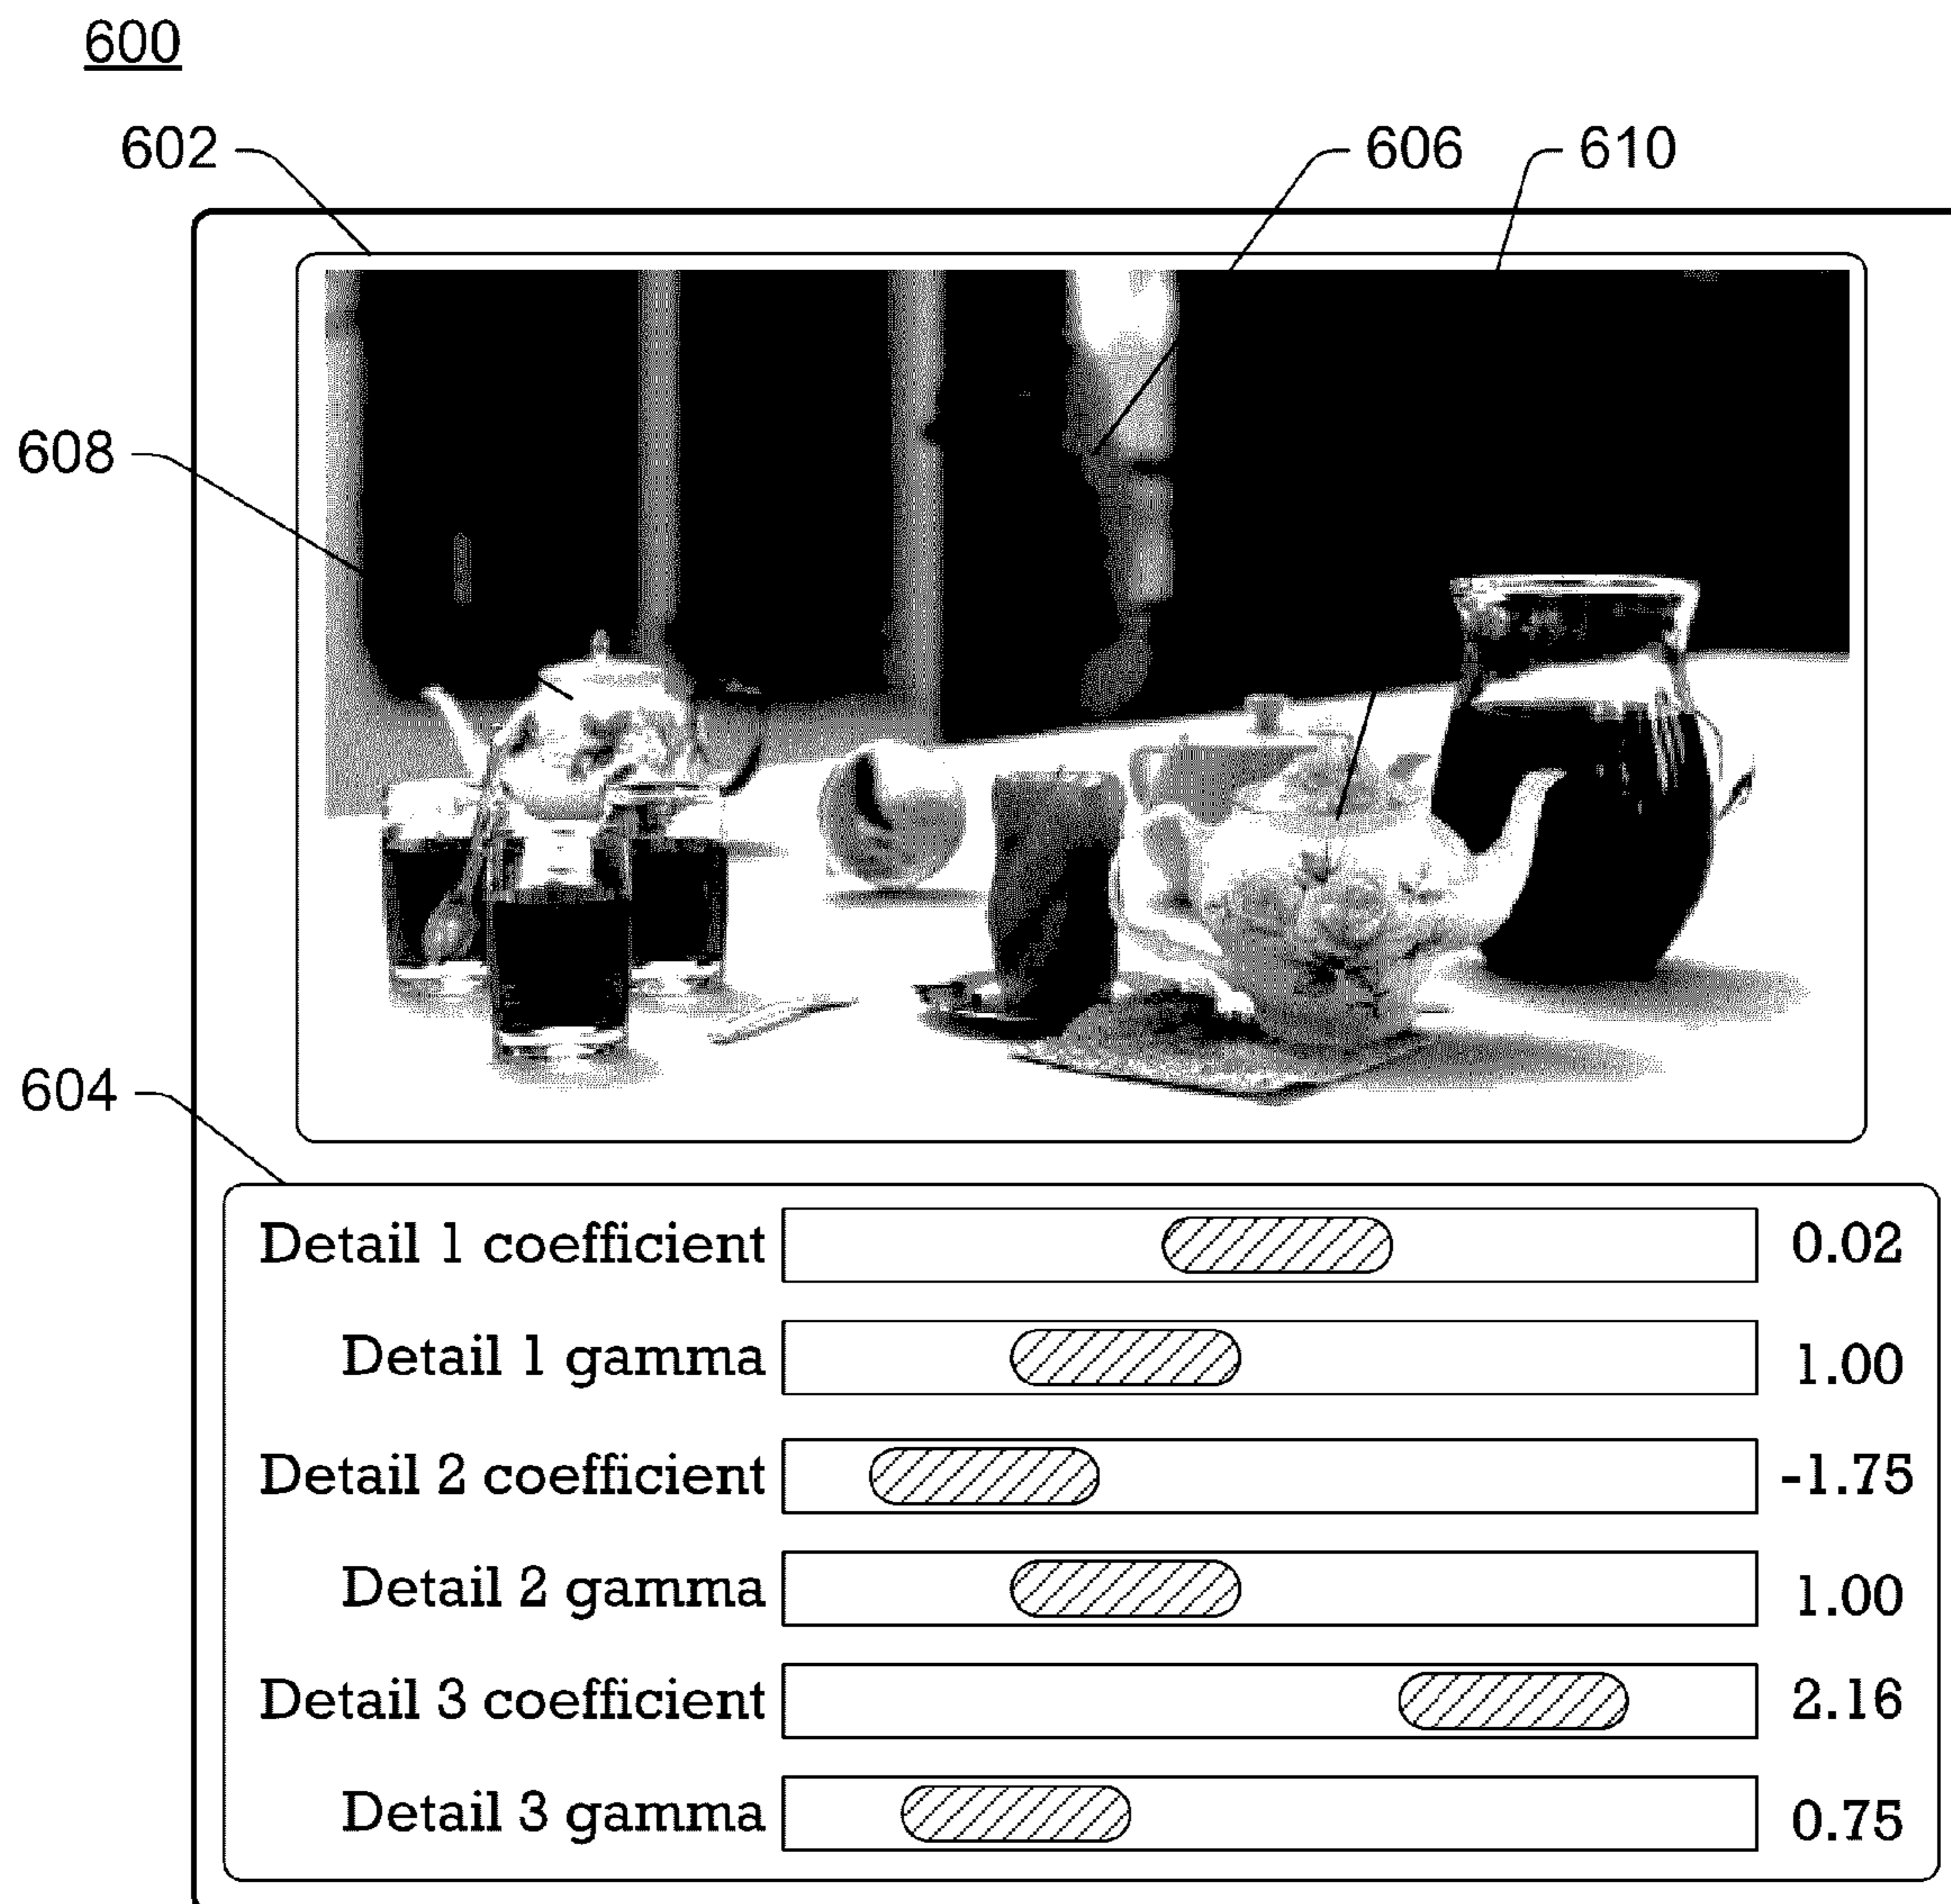 600
602
606
610
608
604
Detail 1 coefficient 0.02
Detail 1 gamma 1.00
Detail 2 coefficient -1.75
Detail 2 gamma 1.00
Detail 3 coefficient 2.16
Detail 3 gamma 0.75